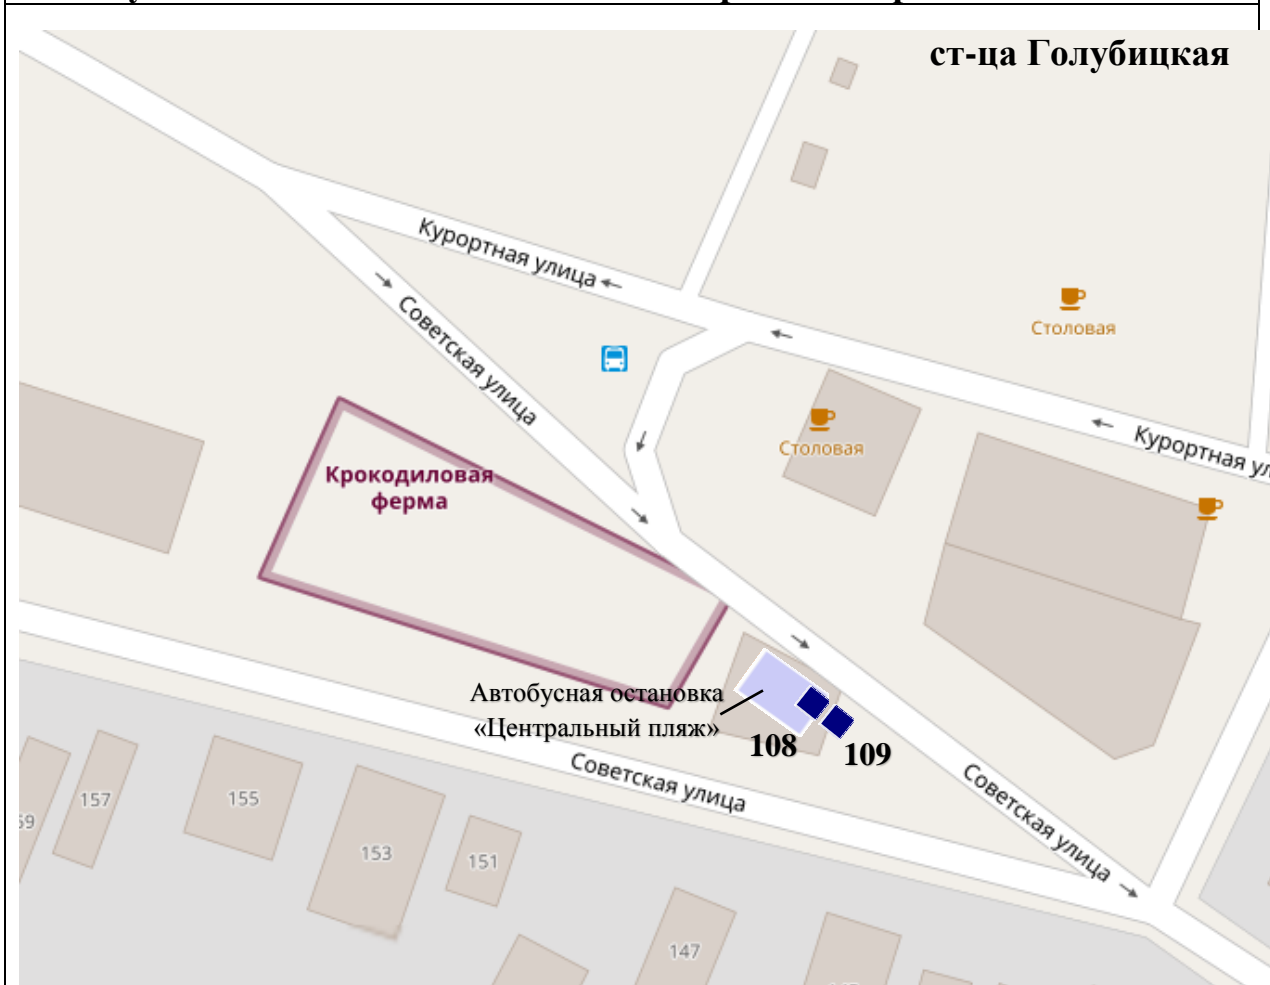 ст-ца Голубицкая
Курортная улица
Столовая
Советская улица
Столовая
Курортная ул
Крокодиловая
ферма
Автобусная остановка
«Центральный пляж»
108
109
Советская улица
Советская улица
157
155
153
151
147